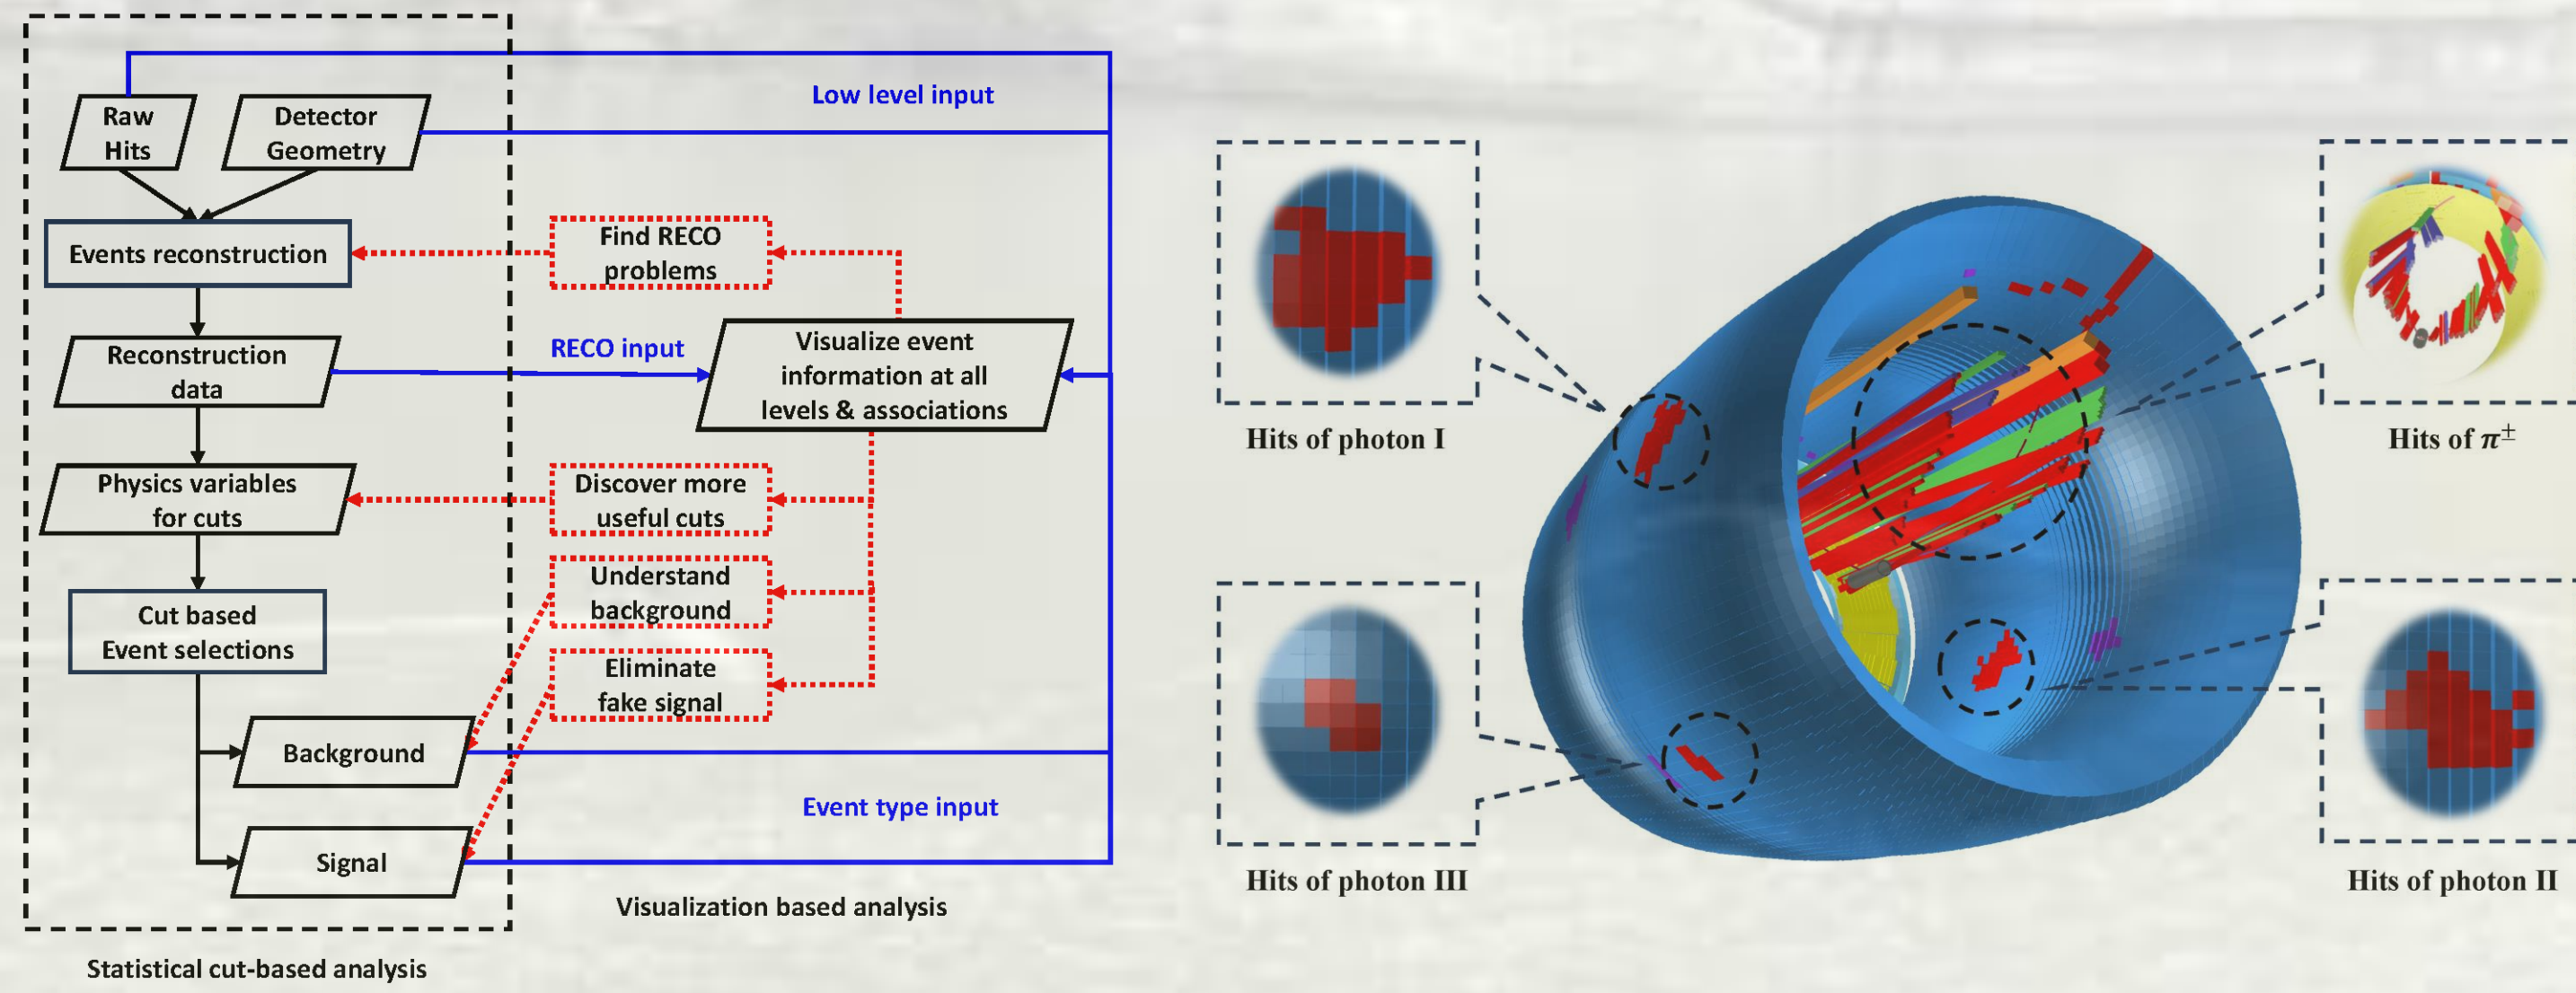 Low level input
Raw
Hits
Detector
Geometry
Events reconstruction
Find RECO
problems
Reconstruction
data
RECO input
Visualize event
information at all
levels & associations
Physics variables
for cuts
Discover more
useful cuts
Understand
background
Cut based
Event selections
Eliminate
fake signal
Background
Event type input
Signal
Visualization based analysis
Statistical cut-based analysis
Hits of photon I
Hits of π±
Hits of photon III
Hits of photon II